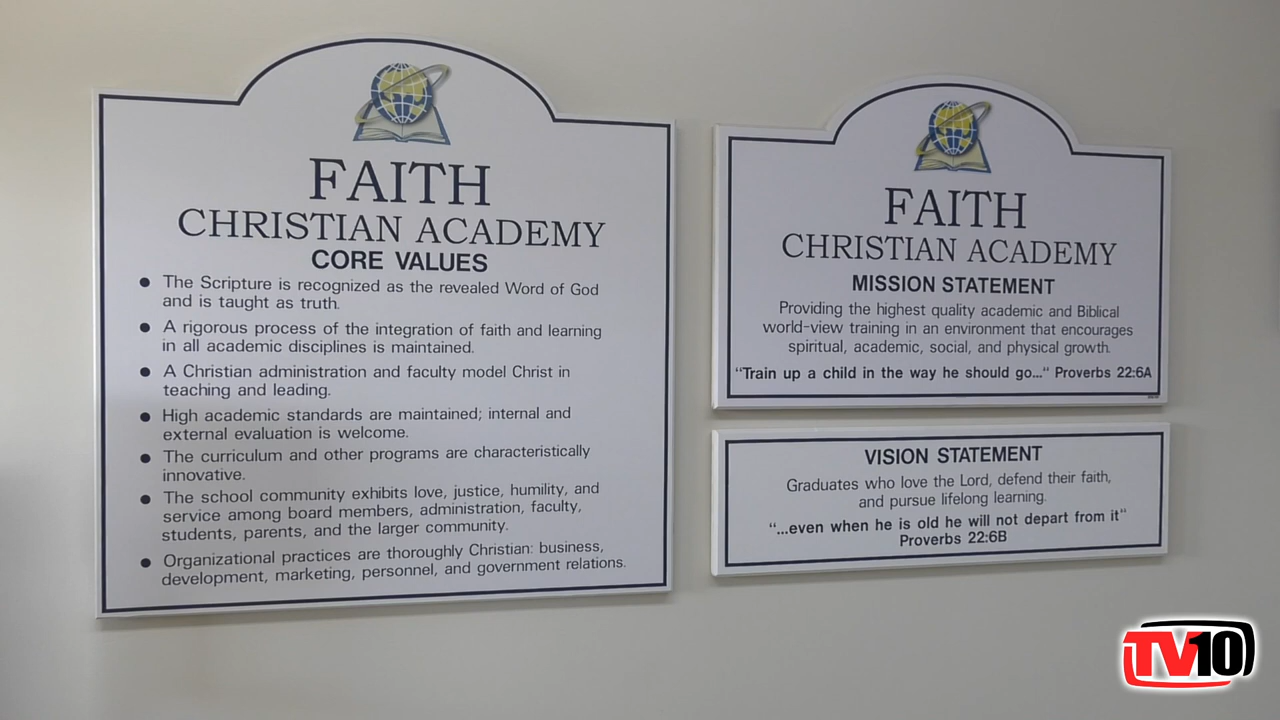 FAITH
CHRISTIAN ACADEMY
CORE VALUES
● The Scripture is recognized as the revealed Word of God
and is taught as truth.
● A rigorous process of the integration of faith and learning
in all academic disciplines is maintained.
● A Christian administration and faculty model Christ in
teaching and leading.
● High academic standards are maintained; internal and
external evaluation is welcome.
● The curriculum and other programs are characteristically
innovative.
● The school community exhibits love, justice, humility, and
service among board members, administration, faculty,
students, parents, and the larger community.
● Organizational practices are thoroughly Christian: business,
development, marketing, personnel, and government relations.
FAITH
CHRISTIAN ACADEMY
MISSION STATEMENT
Providing the highest quality academic and Biblical
world-view training in an environment that encourages
spiritual, academic, social, and physical growth.
“Train up a child in the way he should go...“ Proverbs 22:6A
VISION STATEMENT
Graduates who love the Lord, defend their faith,
and pursue lifelong learning.
“...even when he is old he will not depart from it“
Proverbs 22:6B
TV10